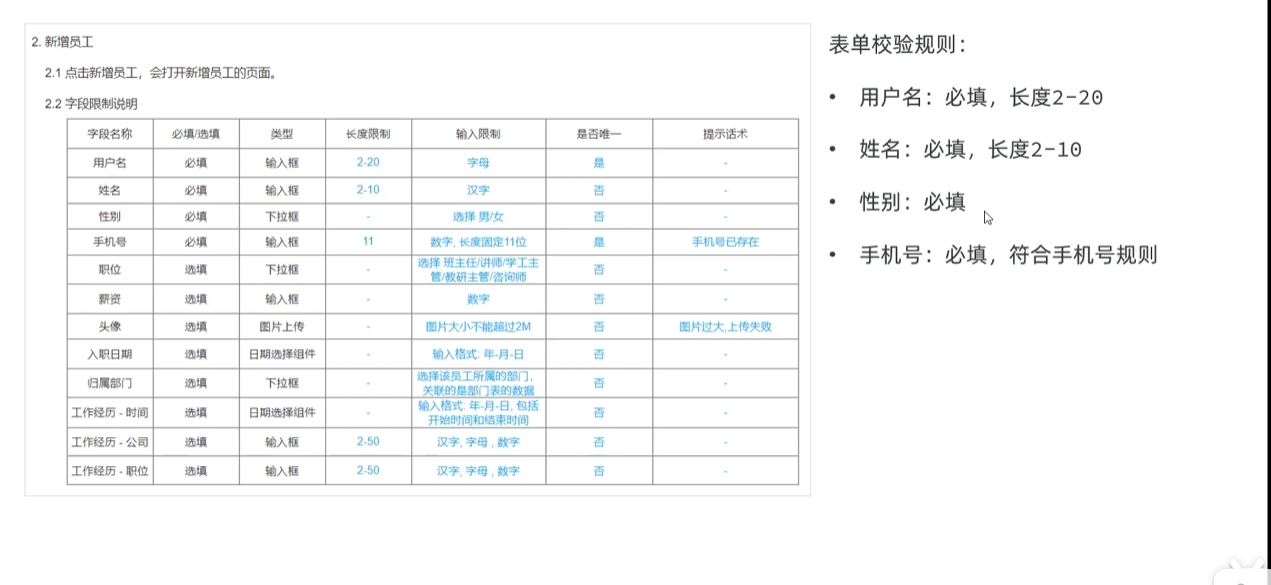 2. 新增员工
2.1 点击新增员工，会打开新增员工的页面。
2.2 字段限制说明
字段名称 必填/选填 类型 长度限制 输入限制 是否唯一 提示话术
用户名 必填 输入框 2-20 字母 是 -
姓名 必填 输入框 2-10 汉字 否 -
性别 必填 下拉框 - 选择 男/女 否 -
手机号 必填 输入框 11 数字, 长度固定11位 是 手机号已存在
职位 选填 下拉框 - 选择 班主任/讲师/学工主
管/教研主管/咨询师 否 -
薪资 选填 输入框 - 数字 否 -
头像 选填 图片上传 - 图片大小不能超过2M 否 图片过大,上传失败
入职日期 选填 日期选择组件 - 输入格式: 年-月-日 否 -
归属部门 选填 下拉框 - 选择该员工所属的部门，
关联的是部门表的数据 否 -
工作经历 - 时间 选填 日期选择组件 - 输入格式: 年-月-日, 包括
开始时间和结束时间 否 -
工作经历 - 公司 选填 输入框 2-50 汉字, 字母 , 数字 否 -
工作经历 - 职位 选填 输入框 2-50 汉字, 字母 , 数字 否 -
表单校验规则：
• 用户名：必填，长度2-20
• 姓名：必填，长度2-10
• 性别：必填
• 手机号：必填，符合手机号规则